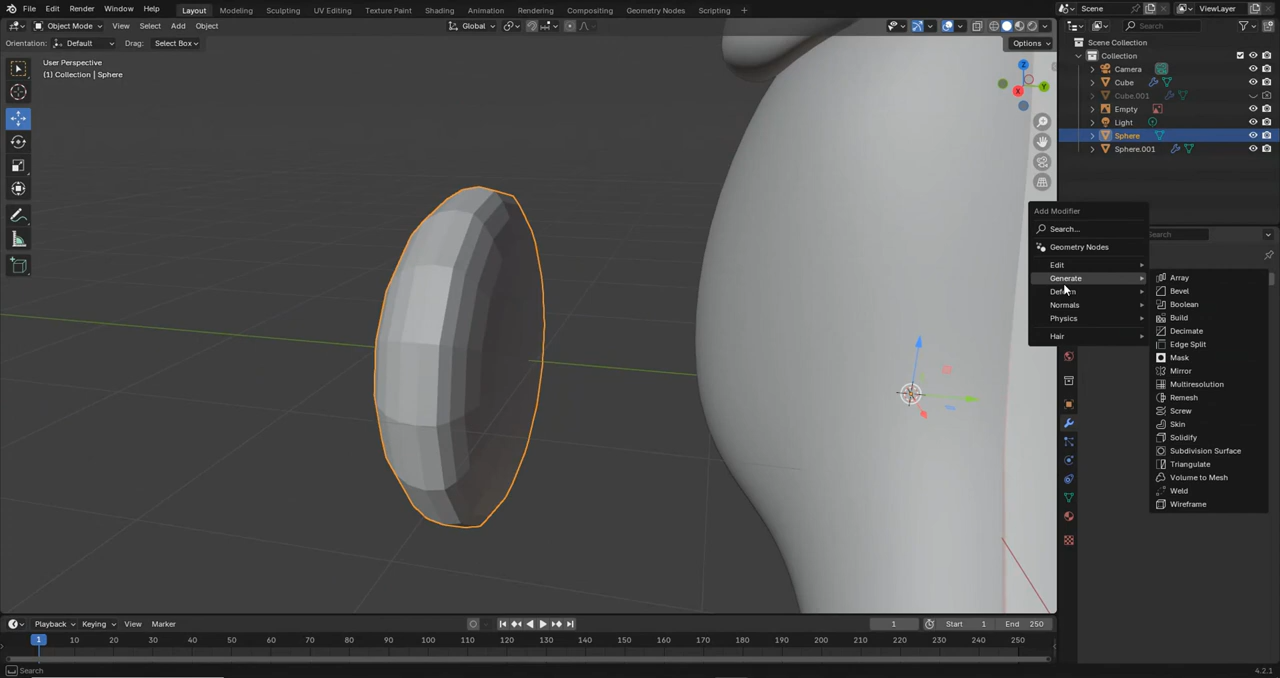 File Edit Render Window Help Layout Modeling Sculpting UV Editing Texture Paint Shading Animation Rendering Compositing Geometry Nodes Scripting + Scene ViewLayer
Object Mode View Select Add Object Global Search
Orientation: Default Drag: Select Box Options
User Perspective
(1) Collection | Sphere
Z
Y
X
Scene Collection
Collection
Camera
Cube
Cube.001
Empty
Light
Sphere
Sphere.001
Search
Add Modifier
Search...
Geometry Nodes
Edit
Generate
Normals
Physics
Hair
Array
Bevel
Boolean
Build
Decimate
Edge Split
Mask
Mirror
Multiresolution
Remesh
Screw
Skin
Solidify
Subdivision Surface
Triangulate
Volume to Mesh
Weld
Wireframe
Playback Keying View Marker 1 Start 1 End 250
1 10 20 30 40 50 60 70 80 90 100 110 120 130 140 150 160 170 180 190 200 210 220 230 240 250
Search 4.2.1